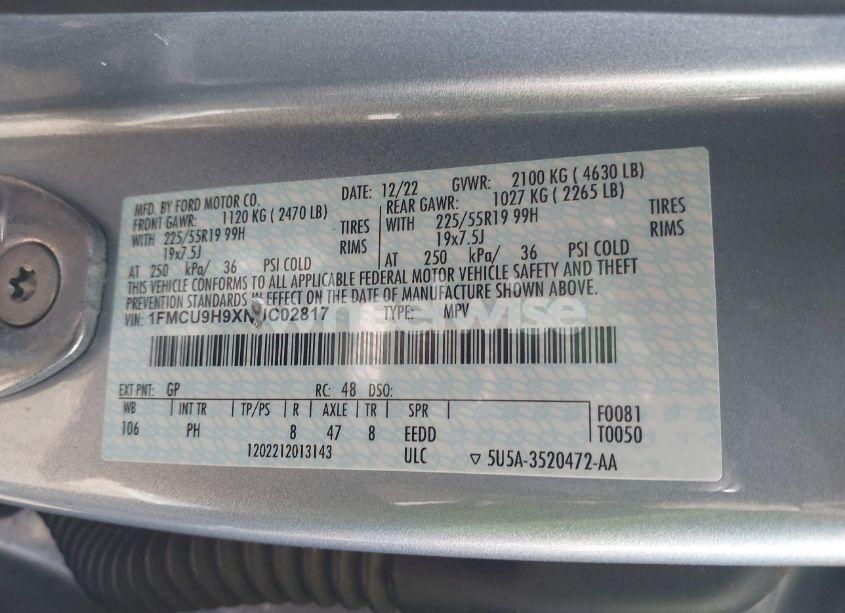 MFD. BY FORD MOTOR CO. DATE: 12/22 GVWR: 2100 KG ( 4630 LB)
FRONT GAWR: 1120 KG ( 2470 LB) REAR GAWR: 1027 KG ( 2265 LB)
WITH 225/55R19 99H TIRES WITH 225/55R19 99H TIRES
19x7.5J RIMS 19x7.5J RIMS
AT 250 kPa/ 36 PSI COLD AT 250 kPa/ 36 PSI COLD
THIS VEHICLE CONFORMS TO ALL APPLICABLE FEDERAL MOTOR VEHICLE SAFETY AND THEFT
PREVENTION STANDARDS IN EFFECT ON THE DATE OF MANUFACTURE SHOWN ABOVE.
VIN: 1FMCU9H9XNUC02817 TYPE: MPV
EXT PNT: GP RC: 48 DSO:
WB INT TR TP/PS R AXLE TR SPR F0081
106 PH 8 47 8 EEDD T0050
1202212013143 ULC ▽ 5U5A-3520472-AA